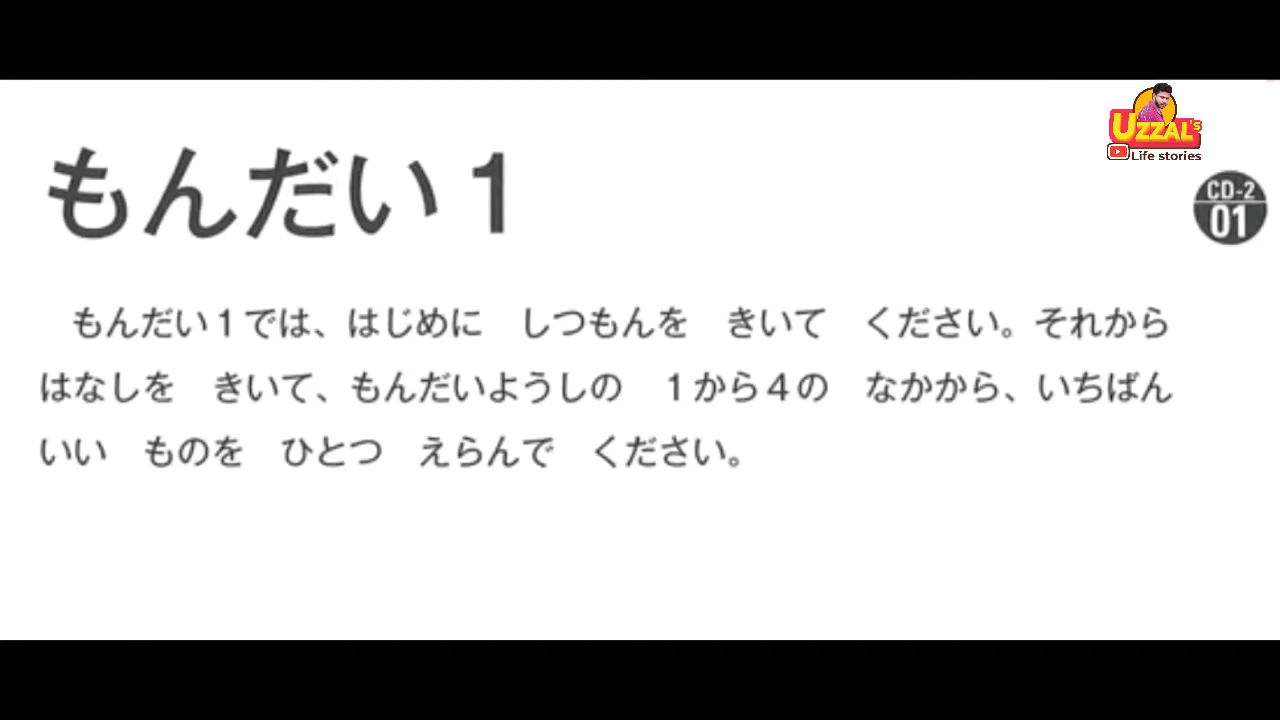 UZZAL's
Life stories
CD-2
01
もんだい1
もんだい1では、はじめに　しつもんを　きいて　ください。それから
はなしを　きいて、もんだいようしの　1から4の　なかから、いちばん
いい　ものを　ひとつ　えらんで　ください。